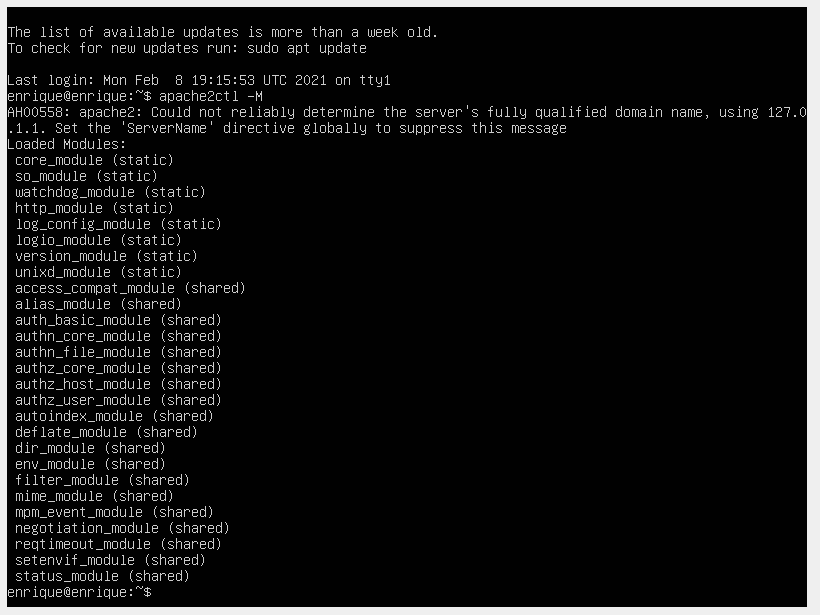 The list of available updates is more than a week old.
To check for new updates run: sudo apt update
Last login: Mon Feb  8 19:15:53 UTC 2021 on tty1
enrique@enrique:~$ apache2ctl -M
AH00558: apache2: Could not reliably determine the server's fully qualified domain name, using 127.0
.1.1. Set the 'ServerName' directive globally to suppress this message
Loaded Modules:
 core_module (static)
 so_module (static)
 watchdog_module (static)
 http_module (static)
 log_config_module (static)
 logio_module (static)
 version_module (static)
 unixd_module (static)
 access_compat_module (shared)
 alias_module (shared)
 auth_basic_module (shared)
 authn_core_module (shared)
 authn_file_module (shared)
 authz_core_module (shared)
 authz_host_module (shared)
 authz_user_module (shared)
 autoindex_module (shared)
 deflate_module (shared)
 dir_module (shared)
 env_module (shared)
 filter_module (shared)
 mime_module (shared)
 mpm_event_module (shared)
 negotiation_module (shared)
 reqtimeout_module (shared)
 setenvif_module (shared)
 status_module (shared)
enrique@enrique:~$